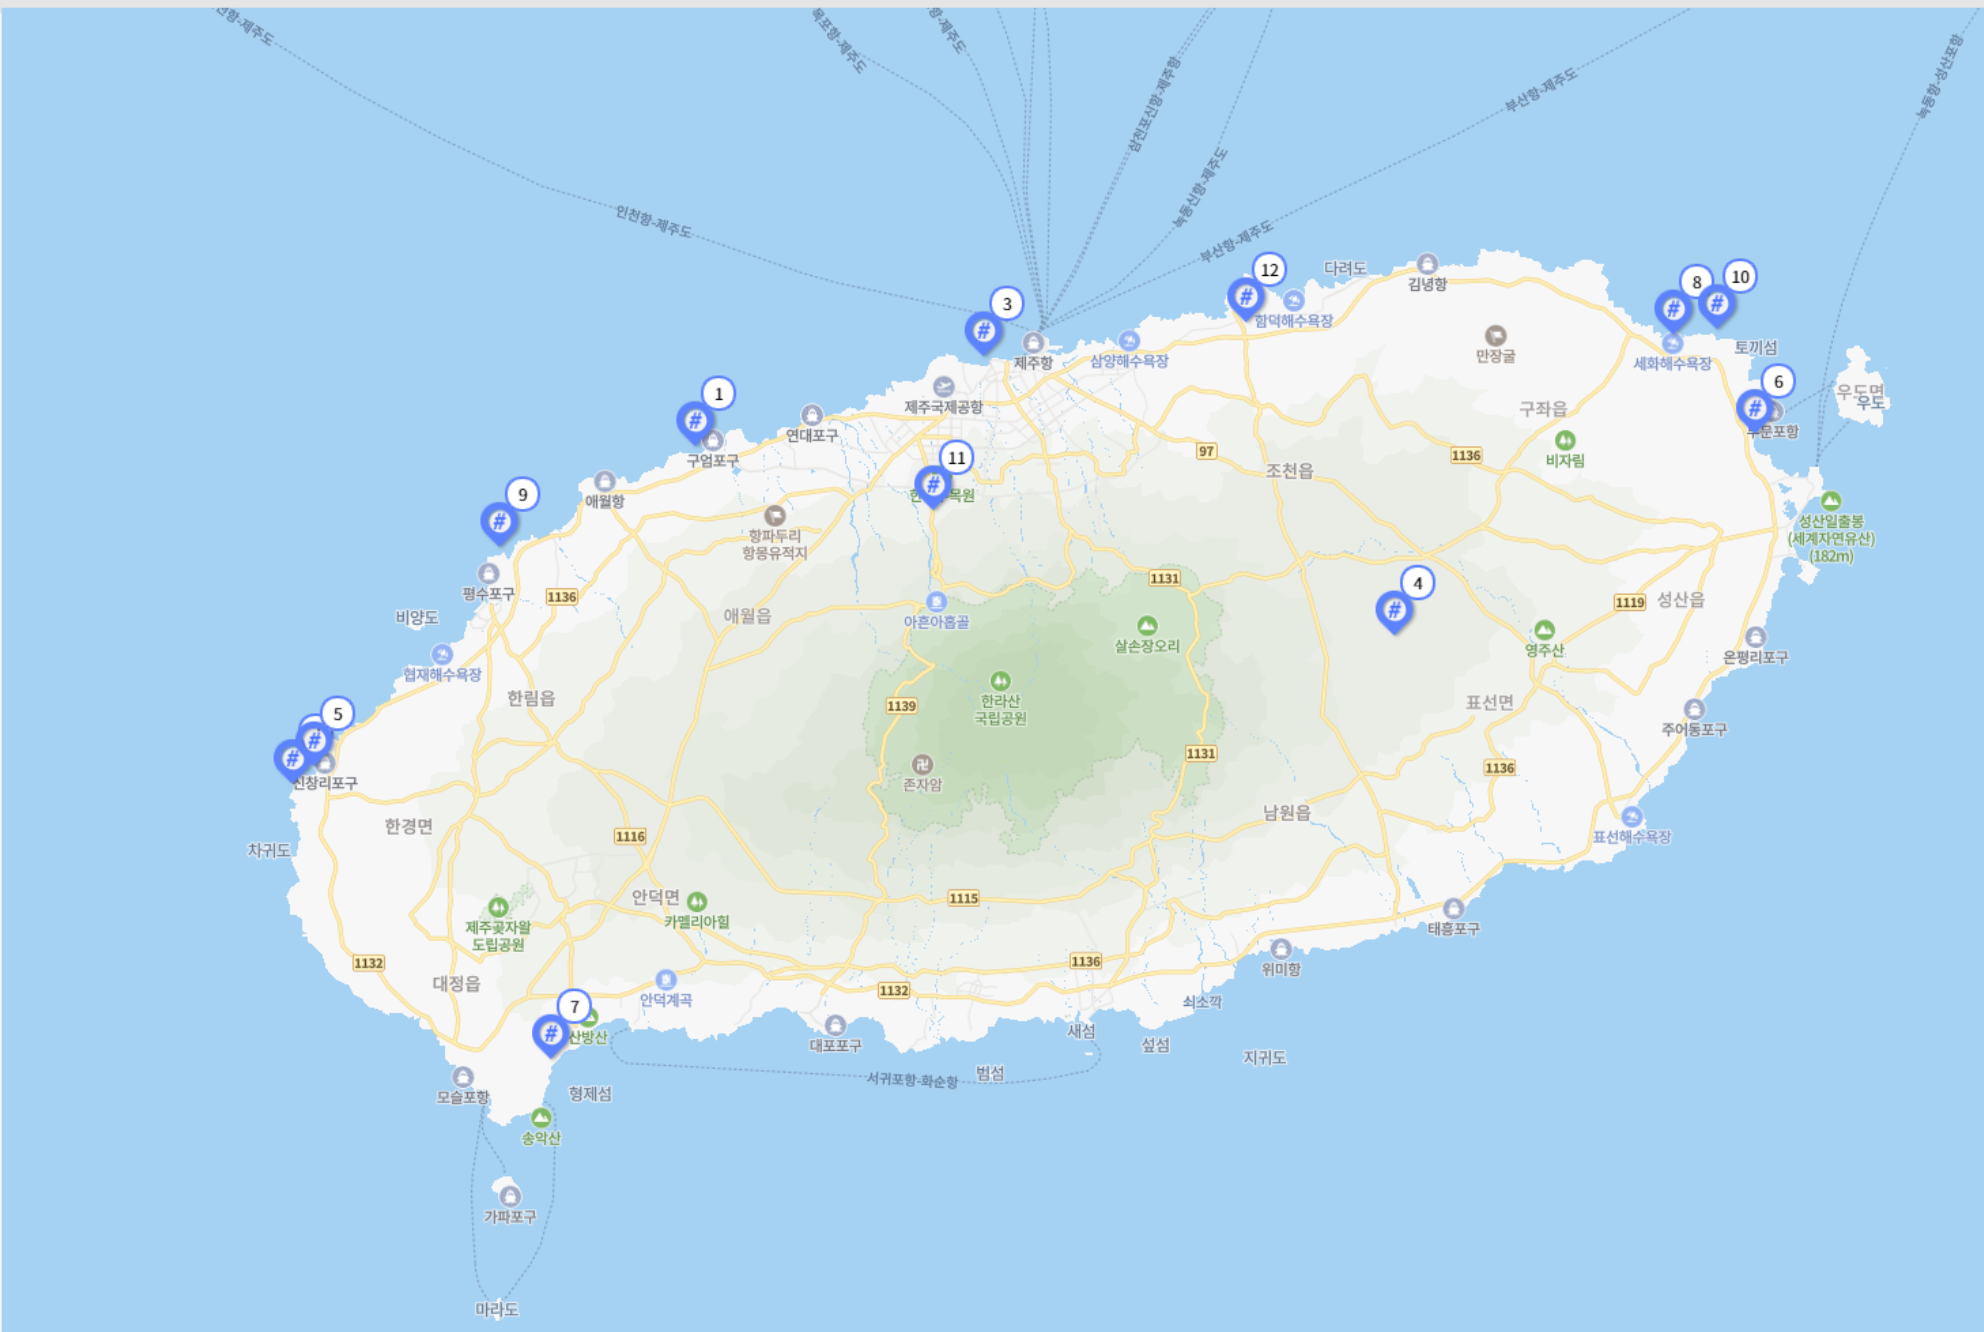 목포항-제주도
삼천포신항-제주항
녹동신항-제주도
부산항-제주도
부산항-제주도
녹동항-성산포항
인천항-제주도
12
다려도
김녕항
함덕해수욕장
8
10
3
제주항
삼양해수욕장
만장굴
세화해수욕장
토끼섬
6
우도면
우도
1
제주국제공항
구좌읍
연대포구
구엄포구
11
97
1136
조천읍
비자림
9
애월항
항파두리
항몽유적지
성산일출봉
(세계자연유산)
(182m)
평수포구
1136
비양도
애월읍
아흔아홉골
1131
4
1119
성산읍
살손장오리
영주산
온평리포구
협재해수욕장
한림읍
한라산
국립공원
1139
표선면
주어동포구
5
신창리포구
존자암
1131
1136
한경면
1116
남원읍
표선해수욕장
차귀도
안덕면
카멜리아힐
1115
제주곶자왈
도립공원
태흥포구
1132
대정읍
안덕계곡
1136
위미항
1132
쇠소깍
7
산방산
대포포구
새섬
섶섬
지귀도
모슬포항
형제섬
서귀포항-화순항
범섬
송악산
가파포구
마라도